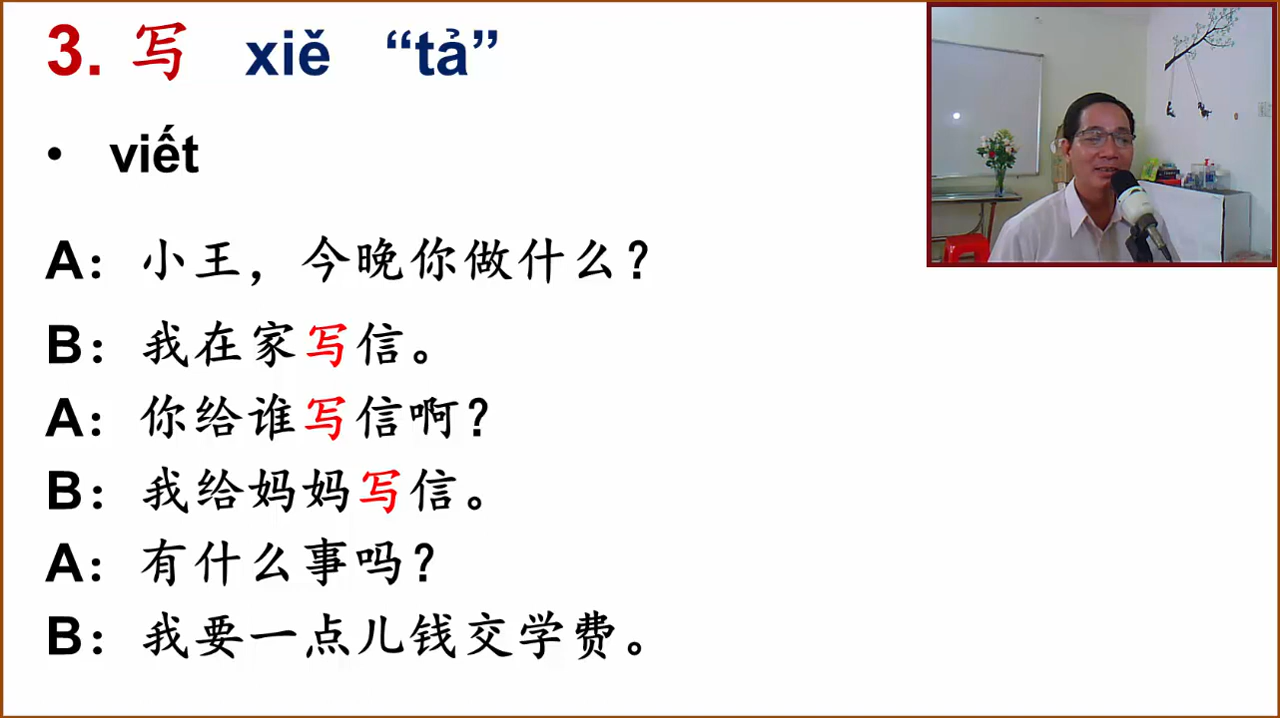 3. 写 xiě “tả”
• viết
A：小王，今晚你做什么？
B：我在家写信。
A：你给谁写信啊？
B：我给妈妈写信。
A：有什么事吗？
B：我要一点儿钱交学费。